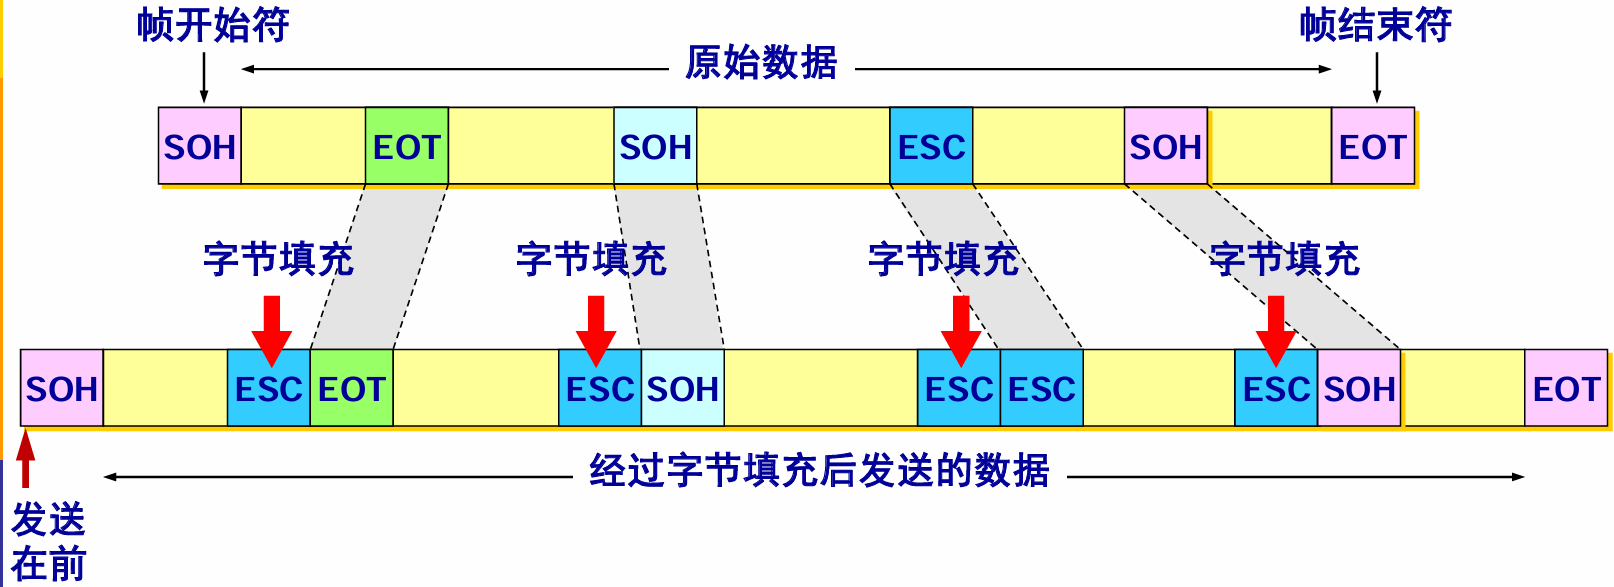 帧开始符
帧结束符
原始数据
SOH EOT SOH ESC SOH EOT
字节填充 字节填充 字节填充 字节填充
SOH ESC EOT ESC SOH ESC ESC ESC SOH EOT
经过字节填充后发送的数据
发送
在前